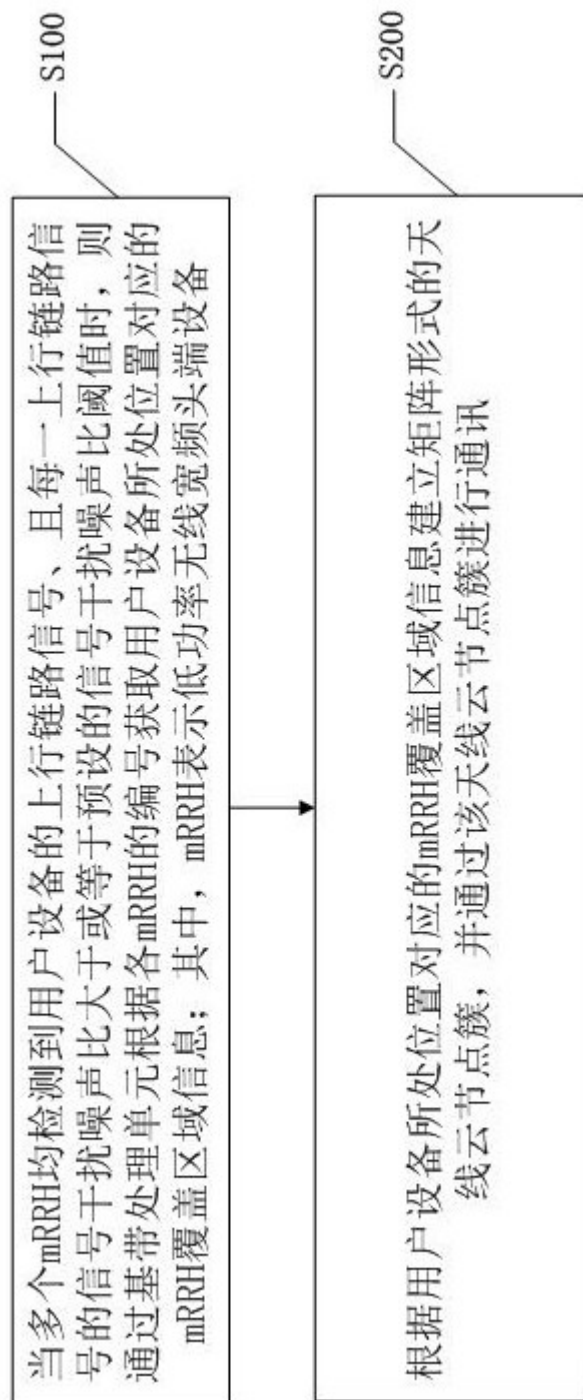 当多个mRRH均检测到用户设备的上行链路信号、且每一上行链路信
号的信号干扰噪声比大于或等于预设的信号干扰噪声比阈值时，则
通过基带处理单元根据各mRRH的编号获取用户设备所处位置对应的
mRRH覆盖区域信息；其中，mRRH表示低功率无线宽频头端设备
S100
根据用户设备所处位置对应的mRRH覆盖区域信息建立矩阵形式的天
线云节点簇，并通过该天线云节点簇进行通讯
S200